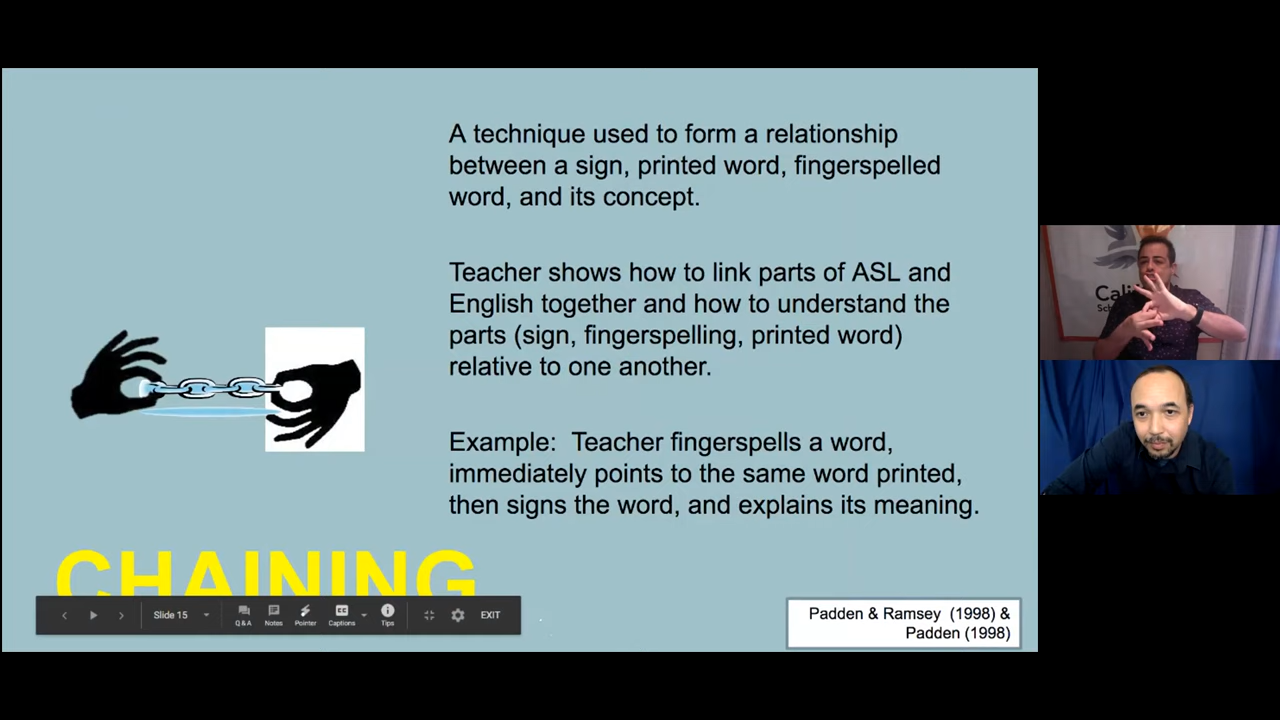 A technique used to form a relationship
between a sign, printed word, fingerspelled
word, and its concept.
Teacher shows how to link parts of ASL and
English together and how to understand the
parts (sign, fingerspelling, printed word)
relative to one another.
Example:  Teacher fingerspells a word,
immediately points to the same word printed,
then signs the word, and explains its meaning.
CHAINING
Slide 15
Q&A
Notes
Pointer
Captions
Tips
EXIT
Padden & Ramsey (1998) &
Padden (1998)